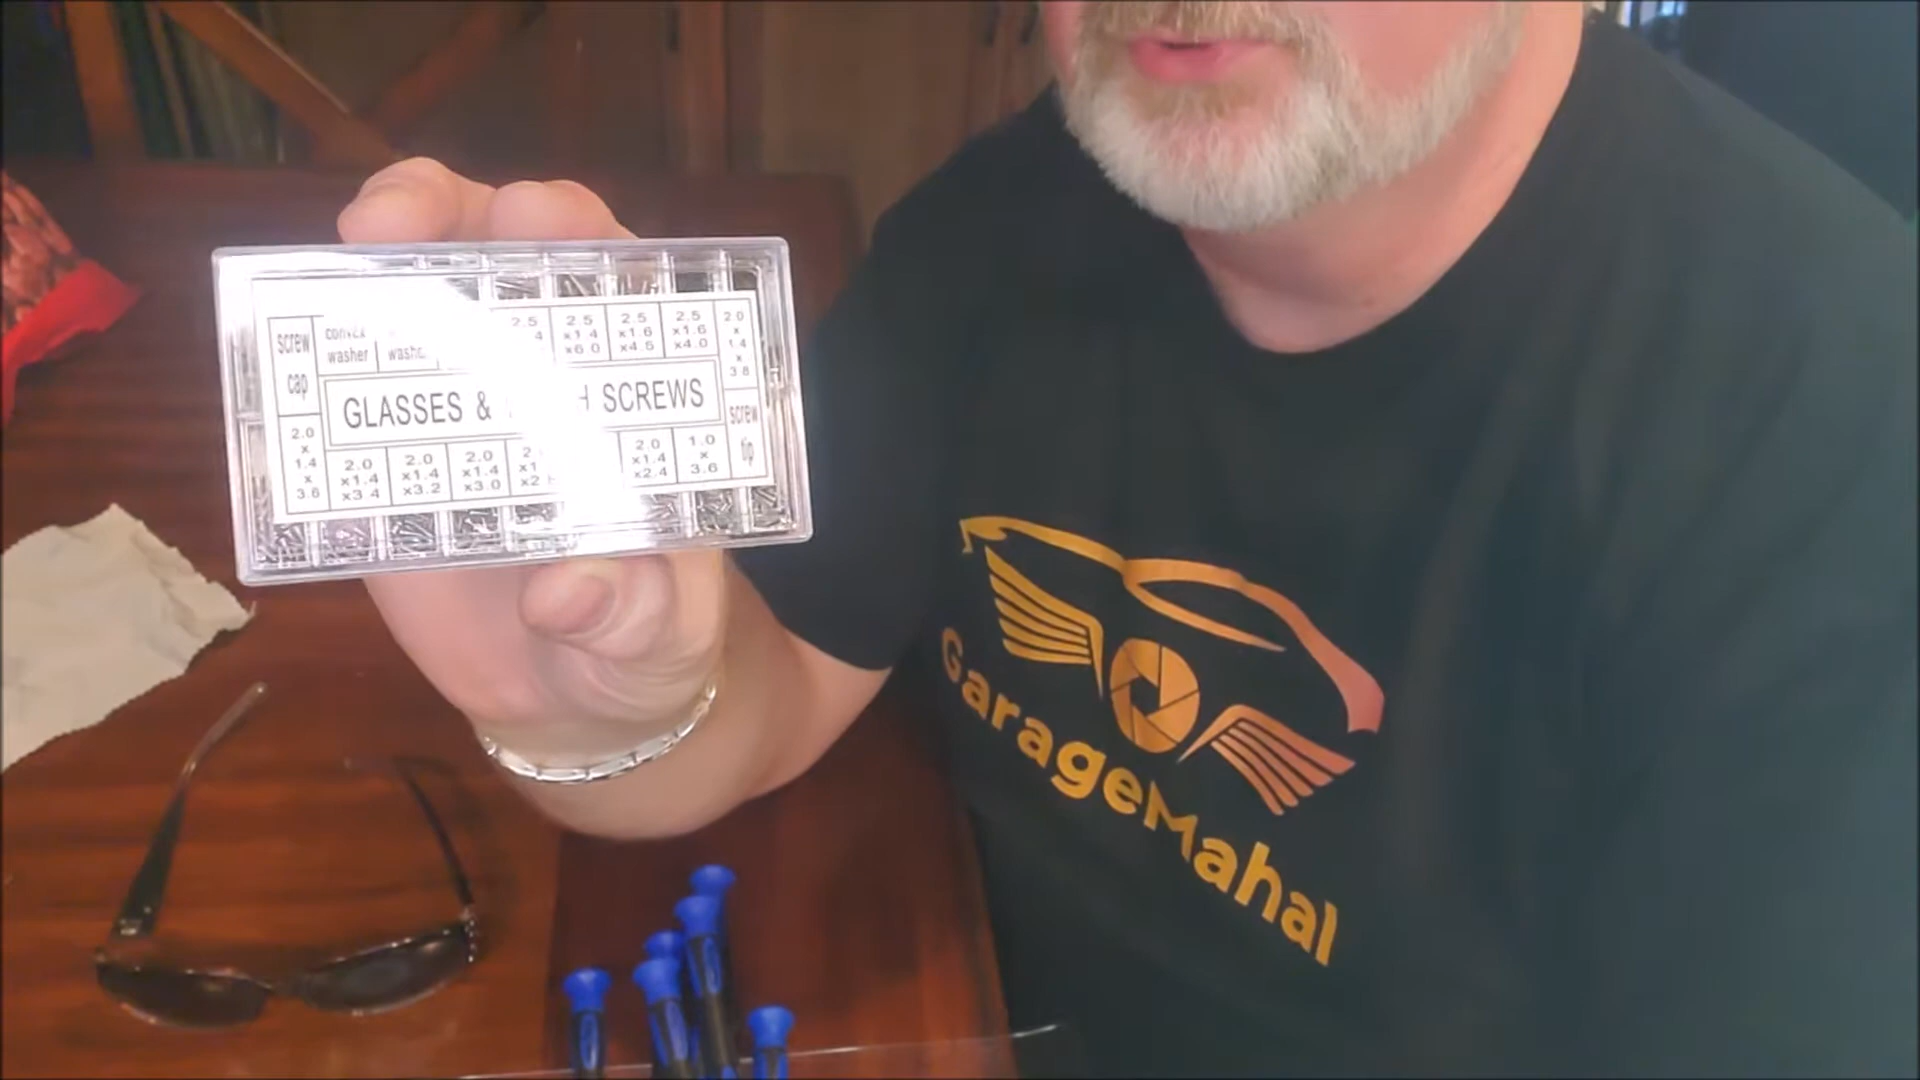 screw cap
convex washer
2.5
x1.4
x6.0
2.5
x1.6
x4.5
2.5
x1.6
x4.0
2.0
x
1.4
x
3.8
GLASSES &
SCREWS
screw
tip
2.0
x
1.4
x
3.6
2.0
x1.4
x3.4
2.0
x1.4
x3.2
2.0
x1.4
x3.0
2.0
x1.4
x2.4
1.0
x
3.6
GarageMahal